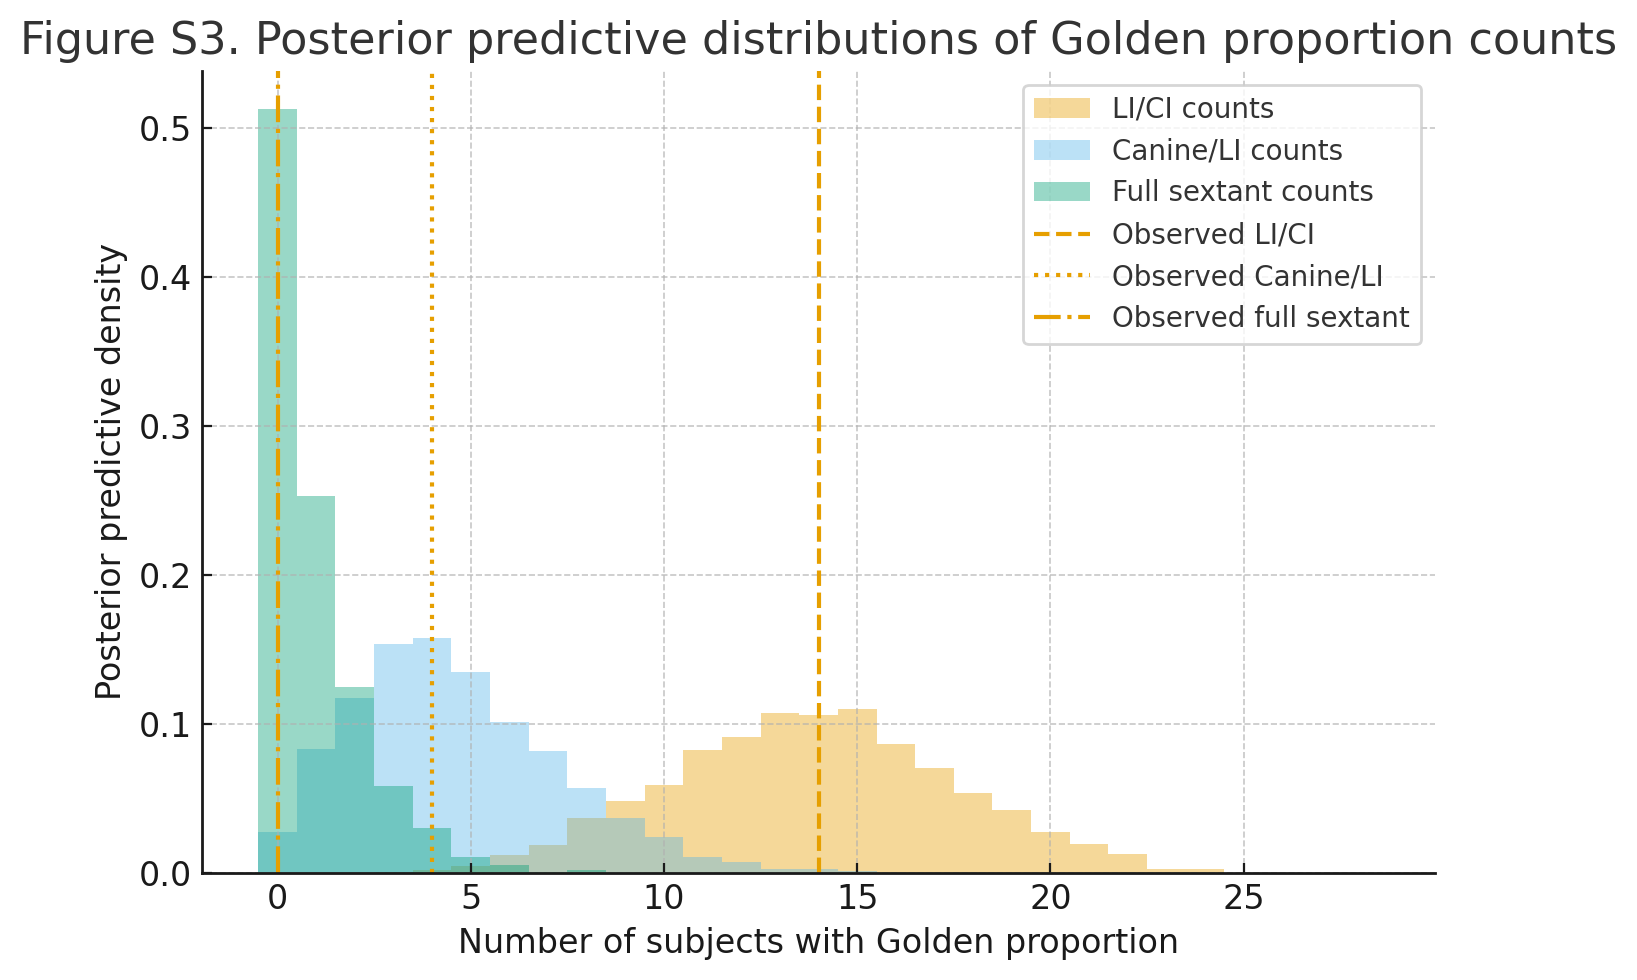 Figure S3. Posterior predictive distributions of Golden proportion counts
LI/CI counts
Canine/LI counts
Full sextant counts
Observed LI/CI
Observed Canine/LI
Observed full sextant
Posterior predictive density
0.5
0.4
0.3
0.2
0.1
0.0
0 5 10 15 20 25
Number of subjects with Golden proportion